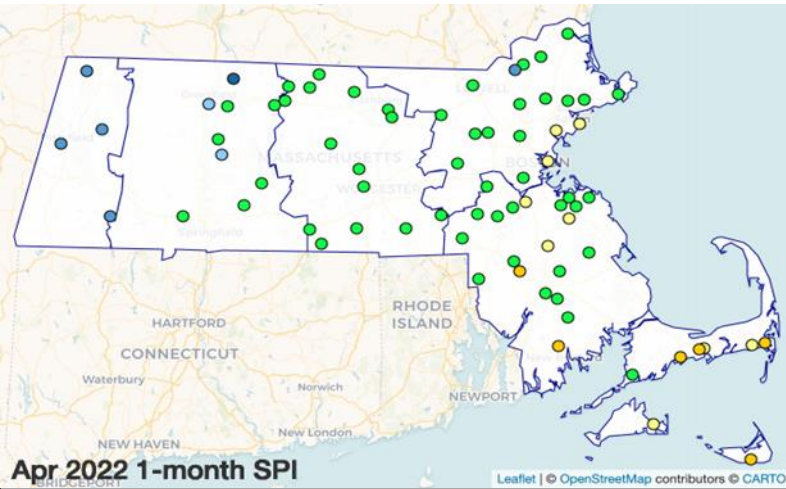 LOWELL
MASSACHUSETTS
BOSTON
WORCESTER
Springfield
HARTFORD
RHODE
ISLAND
CONNECTICUT
Waterbury
Norwich
NEWPORT
New London
NEW HAVEN
Apr 2022 1-month SPI
BRIDGEPORT
Leaflet | © OpenStreetMap contributors © CARTO